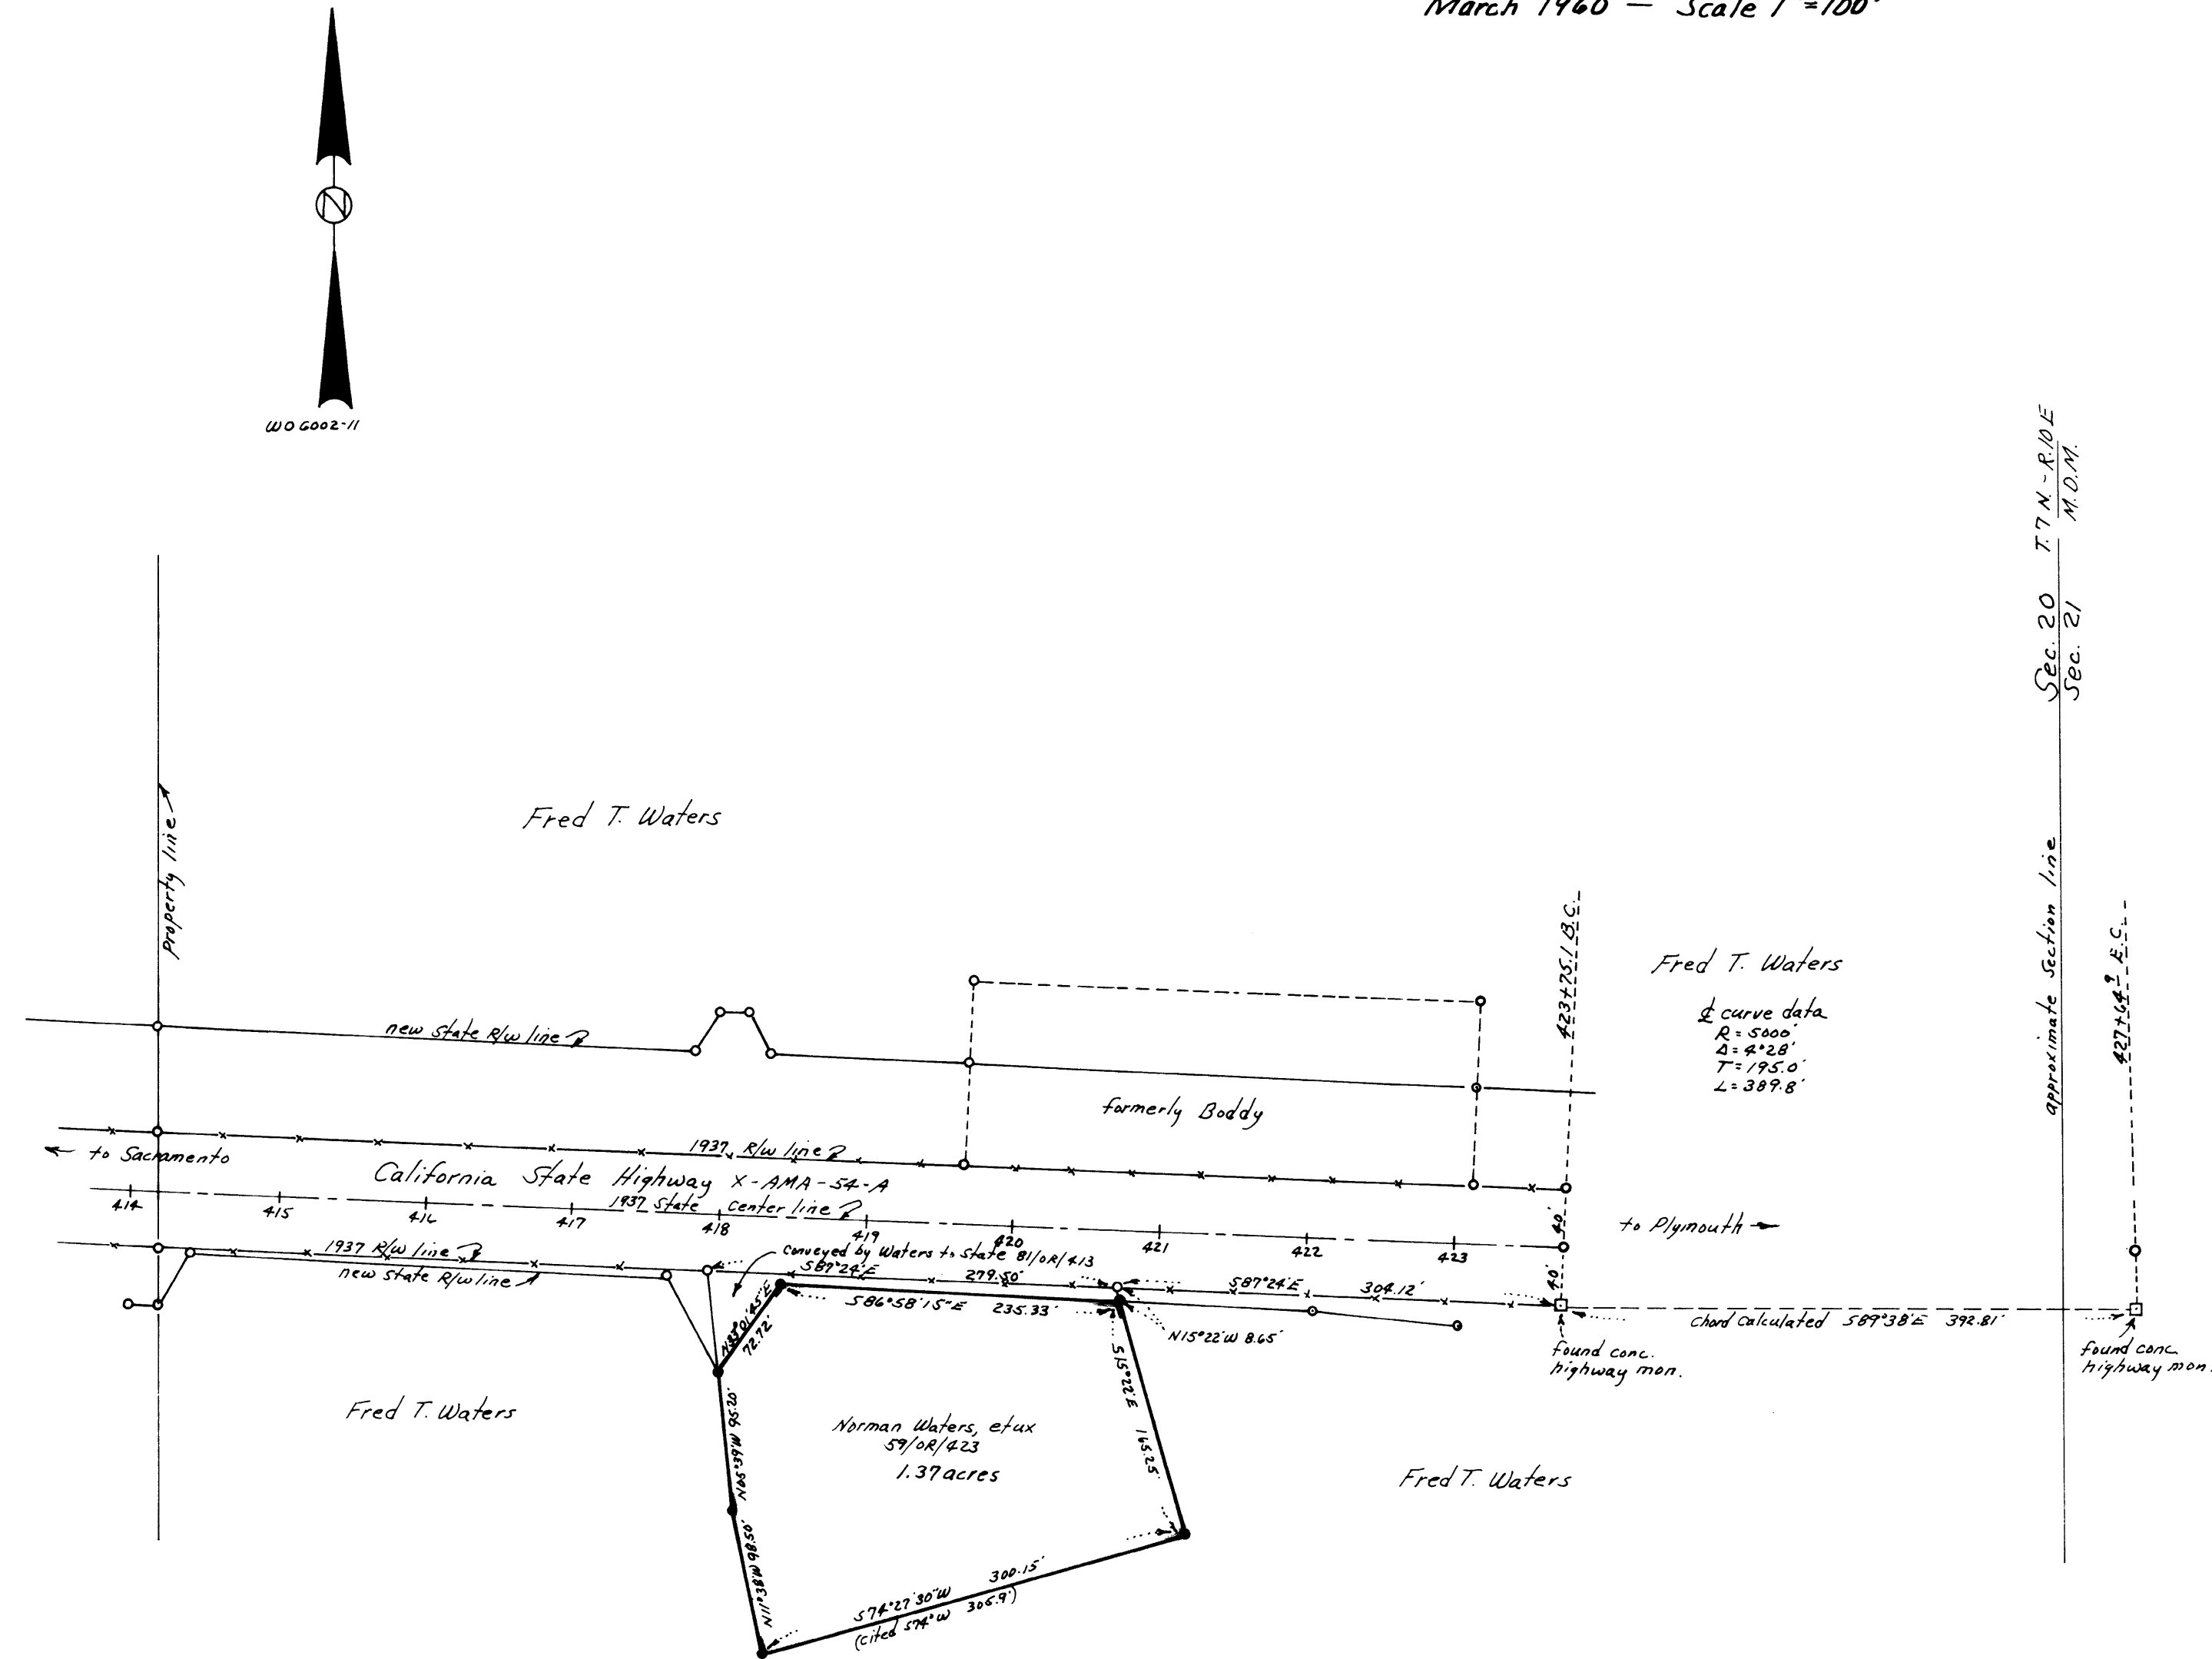 March 1960 — Scale 1"=100'
N
WO 6002-11
T. 7 N. - R. 10 E
M. D. M.
Sec. 20
Sec. 21
approximate section line
Property line
Fred T. Waters
423+75.1 B.C.
427+64.9 E.C.
Fred T. Waters
℄ curve data
R = 5000'
Δ = 4°28'
T = 195.0'
L = 389.8'
new State R/w line
formerly Boddy
1937 R/w line
← to Sacramento
California State Highway X-AMA-54-A
1937 State center line
414 415 416 417 418 419 420 421 422 423
to Plymouth →
40'
40'
1937 R/w line
new State R/w line
Conveyed by Waters to State 81/OR/413
S87°24'E 279.50'
S87°24'E 304.12'
S86°58'15"E 235.33'
N15°22'W 8.65'
Chord Calculated S89°38'E 392.81'
found conc.
highway mon.
found conc.
highway mon.
72.72'
S15°22'E 165.25'
N05°39'W 95.20'
N11°38'W 98.50'
Fred T. Waters
Norman Waters, etux
59/OR/423
1.37 acres
Fred T. Waters
S74°27'30"W 300.15'
(cited S74°W 306.9')